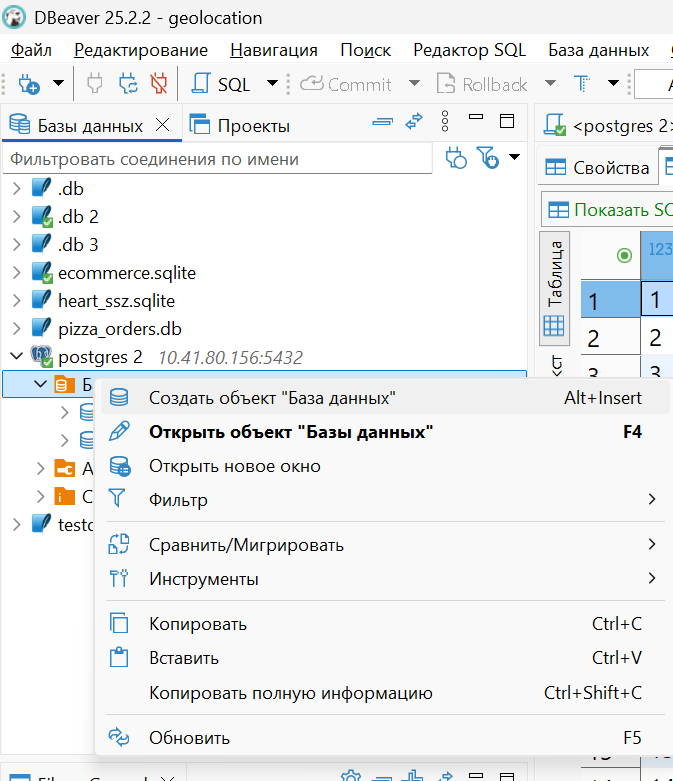 DBeaver 25.2.2 - geolocation
Файл Редактирование Навигация Поиск Редактор SQL База данных
SQL Commit Rollback T
Базы данных Проекты <postgres 2>
Фильтровать соединения по имени
Свойства
.db
.db 2
Показать SQ
.db 3
Таблица
123
ecommerce.sqlite
heart_ssz.sqlite
1 1
pizza_orders.db
2 2
postgres 2 10.41.80.156:5432
3 3
Б
Создать объект "База данных" Alt+Insert
Открыть объект "Базы данных" F4
Открыть новое окно
Фильтр
testc
Сравнить/Мигрировать
Инструменты
Копировать Ctrl+C
Вставить Ctrl+V
Копировать полную информацию Ctrl+Shift+C
Обновить F5